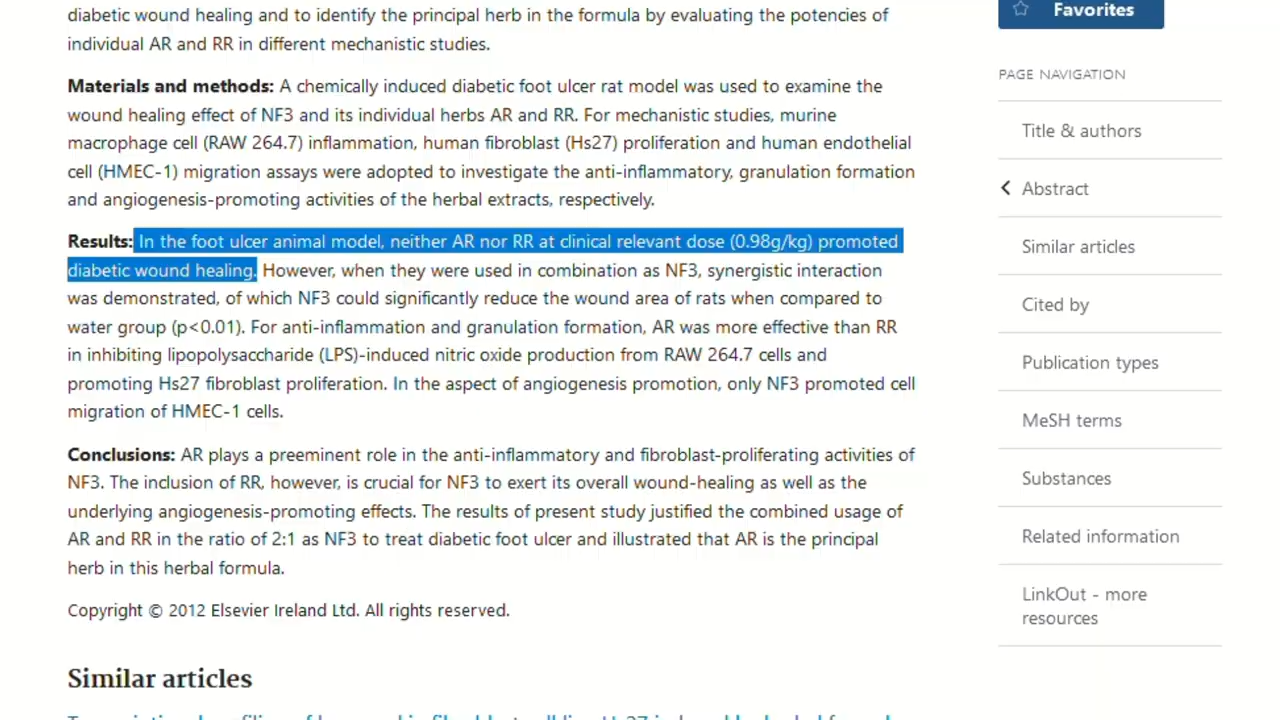 diabetic wound healing and to identify the principal herb in the formula by evaluating the potencies of
individual AR and RR in different mechanistic studies.
Materials and methods: A chemically induced diabetic foot ulcer rat model was used to examine the
wound healing effect of NF3 and its individual herbs AR and RR. For mechanistic studies, murine
macrophage cell (RAW 264.7) inflammation, human fibroblast (Hs27) proliferation and human endothelial
cell (HMEC-1) migration assays were adopted to investigate the anti-inflammatory, granulation formation
and angiogenesis-promoting activities of the herbal extracts, respectively.
Results: In the foot ulcer animal model, neither AR nor RR at clinical relevant dose (0.98g/kg) promoted
diabetic wound healing. However, when they were used in combination as NF3, synergistic interaction
was demonstrated, of which NF3 could significantly reduce the wound area of rats when compared to
water group (p<0.01). For anti-inflammation and granulation formation, AR was more effective than RR
in inhibiting lipopolysaccharide (LPS)-induced nitric oxide production from RAW 264.7 cells and
promoting Hs27 fibroblast proliferation. In the aspect of angiogenesis promotion, only NF3 promoted cell
migration of HMEC-1 cells.
Conclusions: AR plays a preeminent role in the anti-inflammatory and fibroblast-proliferating activities of
NF3. The inclusion of RR, however, is crucial for NF3 to exert its overall wound-healing as well as the
underlying angiogenesis-promoting effects. The results of present study justified the combined usage of
AR and RR in the ratio of 2:1 as NF3 to treat diabetic foot ulcer and illustrated that AR is the principal
herb in this herbal formula.
Copyright © 2012 Elsevier Ireland Ltd. All rights reserved.
Similar articles
Favorites
PAGE NAVIGATION
Title & authors
Abstract
Similar articles
Cited by
Publication types
MeSH terms
Substances
Related information
LinkOut - more
resources